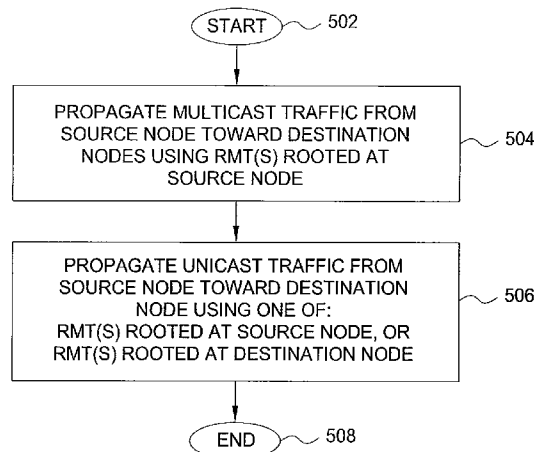 START
502
PROPAGATE MULTICAST TRAFFIC FROM
SOURCE NODE TOWARD DESTINATION
NODES USING RMT(S) ROOTED AT
SOURCE NODE
504
PROPAGATE UNICAST TRAFFIC FROM
SOURCE NODE TOWARD DESTINATION
NODE USING ONE OF:
RMT(S) ROOTED AT SOURCE NODE, OR
RMT(S) ROOTED AT DESTINATION NODE
506
END
508